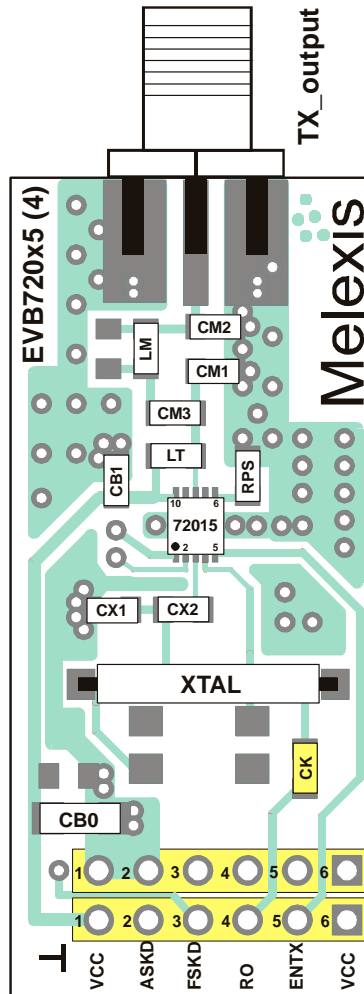 TX_output
EVB720x5 (4)
Melexis
CM2
LM
CM1
CM3
LT
CB1
RPS
10 6
72015
2 5
CX1 CX2
XTAL
CK
CB0
1 2 3 4 5 6
1 2 3 4 5 6
VCC ASKD FSKD RO ENTX VCC